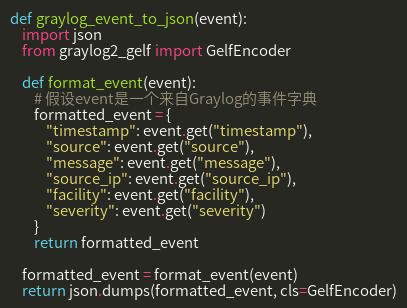 def graylog_event_to_json(event):
    import json
    from graylog2_gelf import GelfEncoder

    def format_event(event):
        # 假设event是一个来自Graylog的事件字典
        formatted_event = {
            "timestamp": event.get("timestamp"),
            "source": event.get("source"),
            "message": event.get("message"),
            "source_ip": event.get("source_ip"),
            "facility": event.get("facility"),
            "severity": event.get("severity")
        }
        return formatted_event

    formatted_event = format_event(event)
    return json.dumps(formatted_event, cls=GelfEncoder)